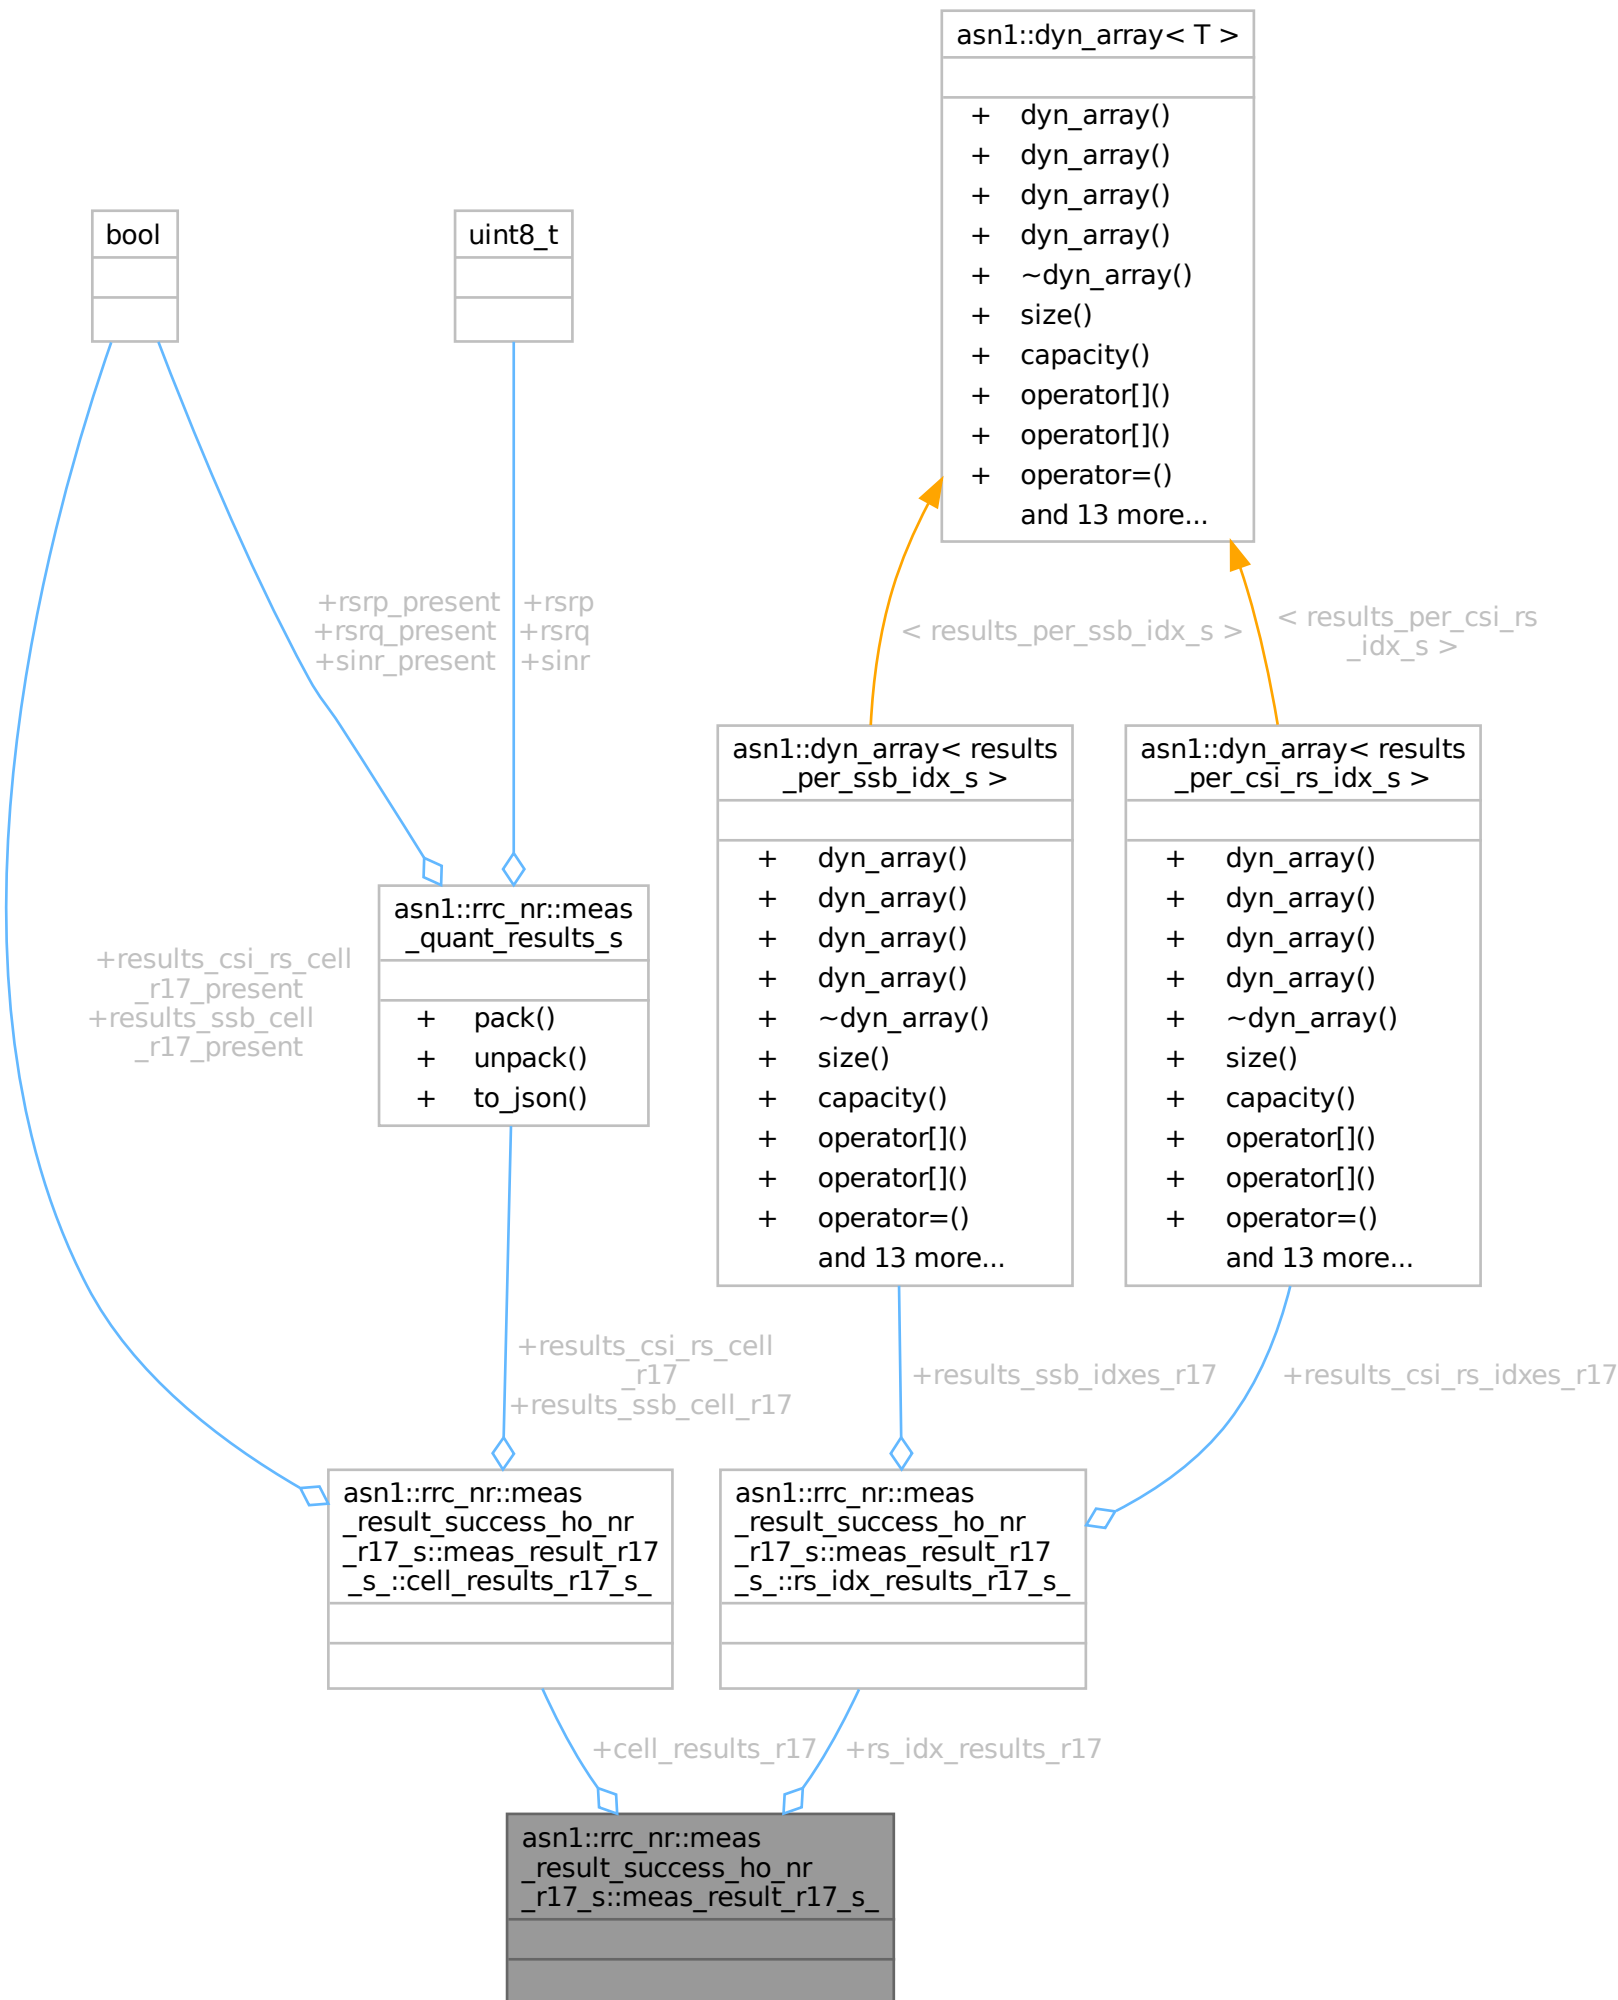 asn1::dyn_array< T >
+ dyn_array()
+ dyn_array()
+ dyn_array()
+ dyn_array()
+ ~dyn_array()
+ size()
+ capacity()
+ operator[]()
+ operator[]()
+ operator=()
and 13 more...
bool
uint8_t
+rsrp_present
+rsrq_present
+sinr_present
+rsrp
+rsrq
+sinr
< results_per_ssb_idx_s >
< results_per_csi_rs
_idx_s >
asn1::dyn_array< results
_per_ssb_idx_s >
+ dyn_array()
+ dyn_array()
+ dyn_array()
+ dyn_array()
+ ~dyn_array()
+ size()
+ capacity()
+ operator[]()
+ operator[]()
+ operator=()
and 13 more...
asn1::dyn_array< results
_per_csi_rs_idx_s >
+ dyn_array()
+ dyn_array()
+ dyn_array()
+ dyn_array()
+ ~dyn_array()
+ size()
+ capacity()
+ operator[]()
+ operator[]()
+ operator=()
and 13 more...
asn1::rrc_nr::meas
_quant_results_s
+ pack()
+ unpack()
+ to_json()
+results_csi_rs_cell
_r17_present
+results_ssb_cell
_r17_present
+results_csi_rs_cell
_r17
+results_ssb_cell_r17
+results_ssb_idxes_r17
+results_csi_rs_idxes_r17
asn1::rrc_nr::meas
_result_success_ho_nr
_r17_s::meas_result_r17
_s_::cell_results_r17_s_
asn1::rrc_nr::meas
_result_success_ho_nr
_r17_s::meas_result_r17
_s_::rs_idx_results_r17_s_
+cell_results_r17
+rs_idx_results_r17
asn1::rrc_nr::meas
_result_success_ho_nr
_r17_s::meas_result_r17_s_